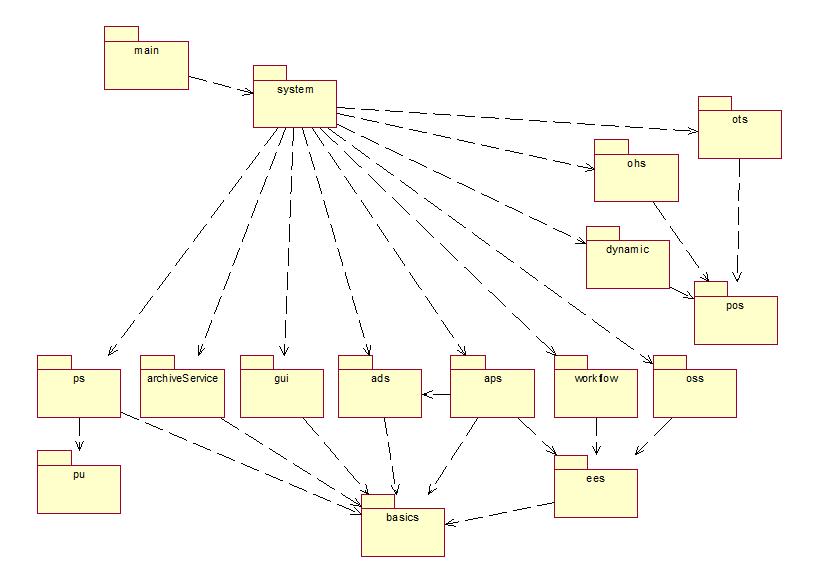 main
system
ots
ohs
dynamic
pos
ps
archiveService
gui
ads
aps
workflow
oss
pu
ees
basics